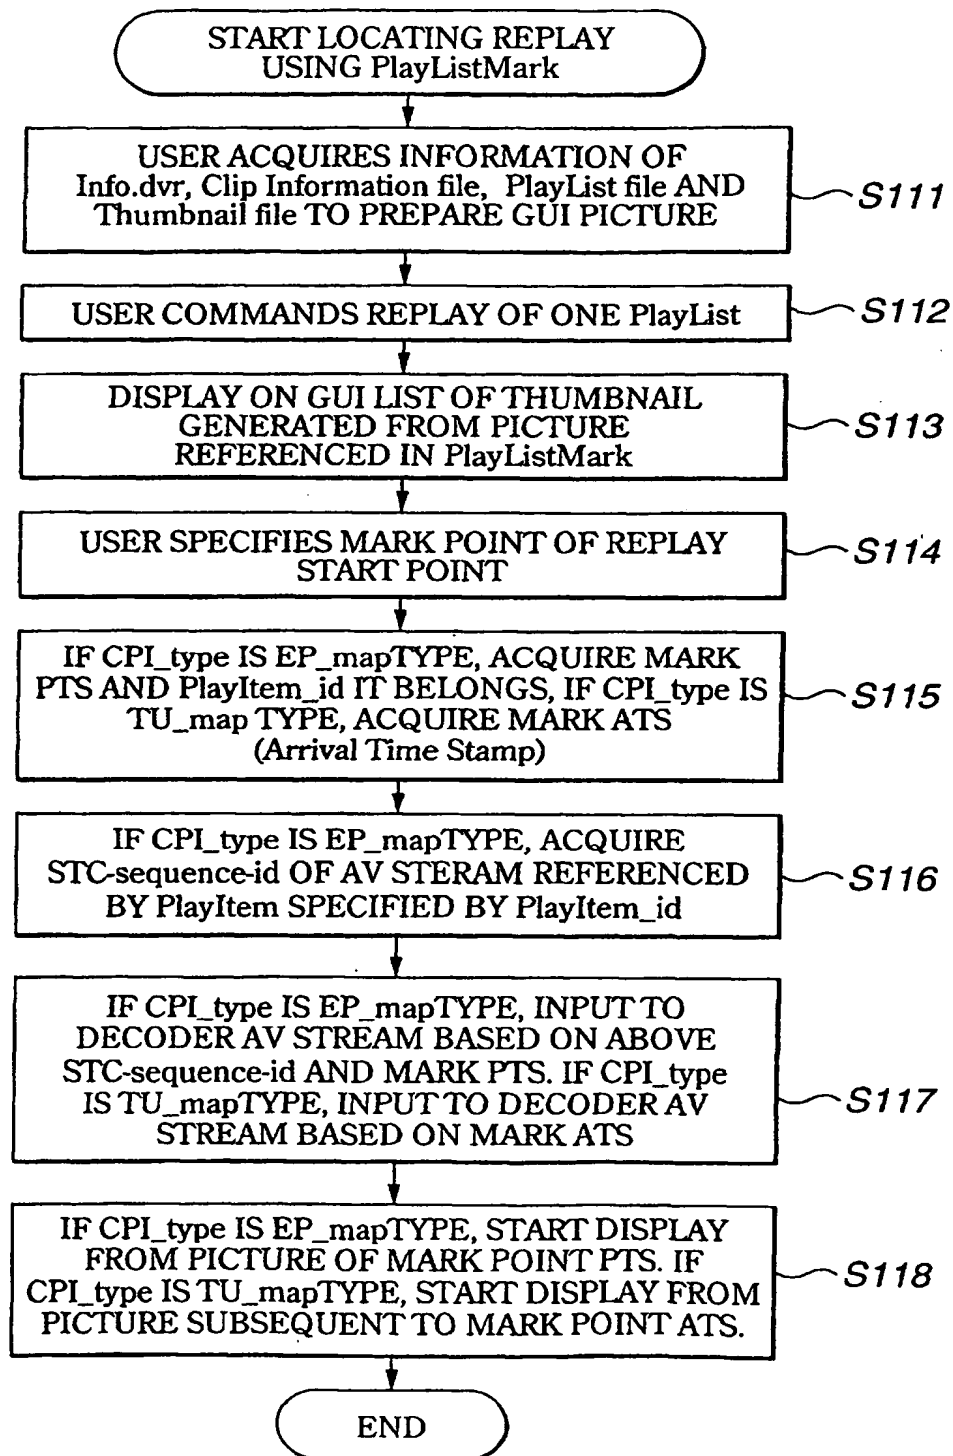 START LOCATING REPLAY
USING PlayListMark
USER ACQUIRES INFORMATION OF
Info.dvr, Clip Information file, PlayList file AND
Thumbnail file TO PREPARE GUI PICTURE
S111
USER COMMANDS REPLAY OF ONE PlayList
S112
DISPLAY ON GUI LIST OF THUMBNAIL
GENERATED FROM PICTURE
REFERENCED IN PlayListMark
S113
USER SPECIFIES MARK POINT OF REPLAY
START POINT
S114
IF CPI_type IS EP_mapTYPE, ACQUIRE MARK
PTS AND PlayItem_id IT BELONGS, IF CPI_type IS
TU_map TYPE, ACQUIRE MARK ATS
(Arrival Time Stamp)
S115
IF CPI_type IS EP_mapTYPE, ACQUIRE
STC-sequence-id OF AV STERAM REFERENCED
BY PlayItem SPECIFIED BY PlayItem_id
S116
IF CPI_type IS EP_mapTYPE, INPUT TO
DECODER AV STREAM BASED ON ABOVE
STC-sequence-id AND MARK PTS. IF CPI_type
IS TU_mapTYPE, INPUT TO DECODER AV
STREAM BASED ON MARK ATS
S117
IF CPI_type IS EP_mapTYPE, START DISPLAY
FROM PICTURE OF MARK POINT PTS. IF
CPI_type IS TU_mapTYPE, START DISPLAY FROM
PICTURE SUBSEQUENT TO MARK POINT ATS.
S118
END